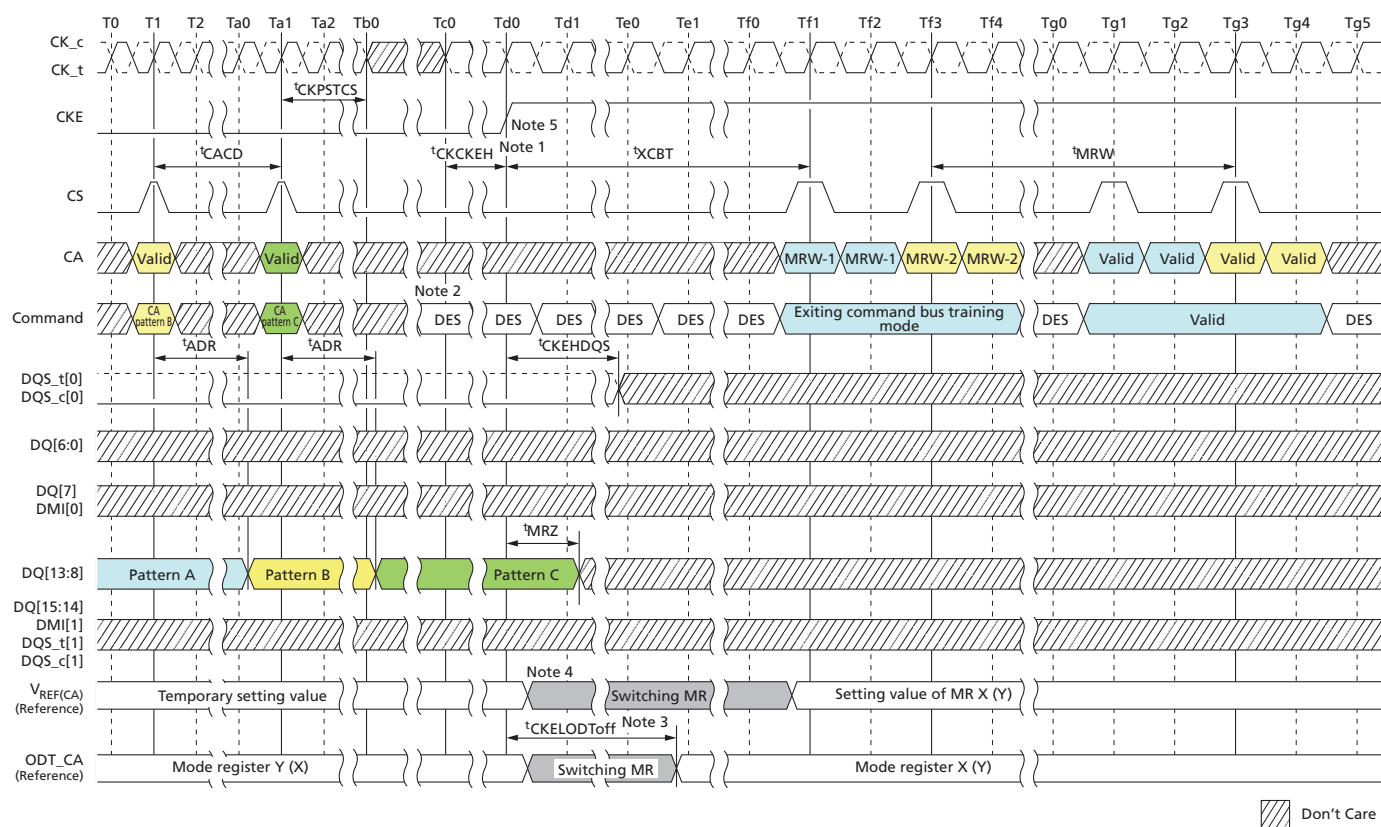 T0 T1 T2 Ta0 Ta1 Ta2 Tb0 Tc0 Td0 Td1 Te0 Te1 Tf0 Tf1 Tf2 Tf3 Tf4 Tg0 Tg1 Tg2 Tg3 Tg4 Tg5
CK_c
CK_t
tCKPSTCS
CKE
Note 5
tCACD tCKCKEH Note 1 tXCBT tMRW
CS
CA Valid Valid MRW-1 MRW-1 MRW-2 MRW-2 Valid Valid Valid Valid
Note 2
Command CA pattern B CA pattern C DES DES DES DES DES DES Exiting command bus training mode DES Valid DES
tADR tADR tCKEHDQS
DQS_t[0]
DQS_c[0]
DQ[6:0]
DQ[7]
DMI[0]
tMRZ
DQ[13:8] Pattern A Pattern B Pattern C
DQ[15:14]
DMI[1]
DQS_t[1]
DQS_c[1]
Note 4
VREF(CA) Temporary setting value Switching MR Setting value of MR X (Y)
(Reference)
tCKELODToff Note 3
ODT_CA Mode register Y (X) Switching MR Mode register X (Y)
(Reference)
Don't Care